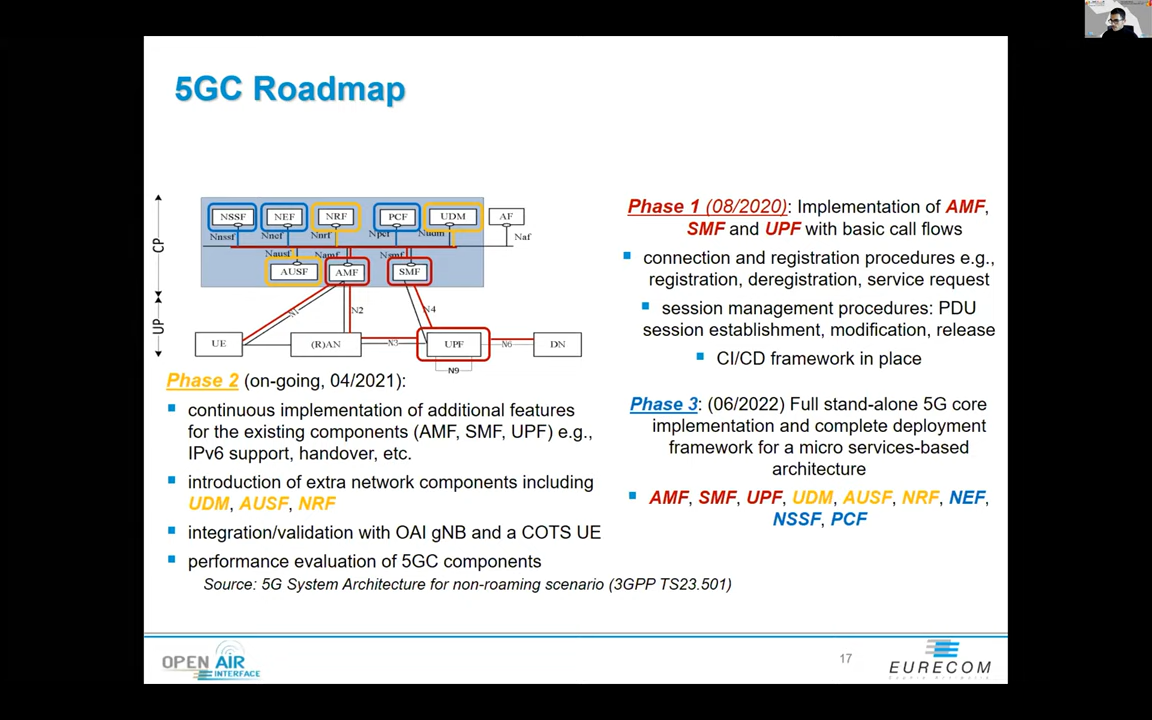 5GC Roadmap
NSSF NEF NRF PCF UDM AF
Nnssf Nnef Nnrf Npcf Nudm Naf
Nausf Namf Nsmf
AUSF AMF SMF
CP
N1 N2 N4
UP
UE (R)AN N3 UPF N6 DN
N9
Phase 1 (08/2020): Implementation of AMF,
SMF and UPF with basic call flows
connection and registration procedures e.g.,
registration, deregistration, service request
session management procedures: PDU
session establishment, modification, release
CI/CD framework in place
Phase 2 (on-going, 04/2021):
continuous implementation of additional features
for the existing components (AMF, SMF, UPF) e.g.,
IPv6 support, handover, etc.
introduction of extra network components including
UDM, AUSF, NRF
integration/validation with OAI gNB and a COTS UE
performance evaluation of 5GC components
Phase 3: (06/2022) Full stand-alone 5G core
implementation and complete deployment
framework for a micro services-based
architecture
AMF, SMF, UPF, UDM, AUSF, NRF, NEF,
NSSF, PCF
Source: 5G System Architecture for non-roaming scenario (3GPP TS23.501)
OPEN AIR
INTERFACE
17
EURECOM